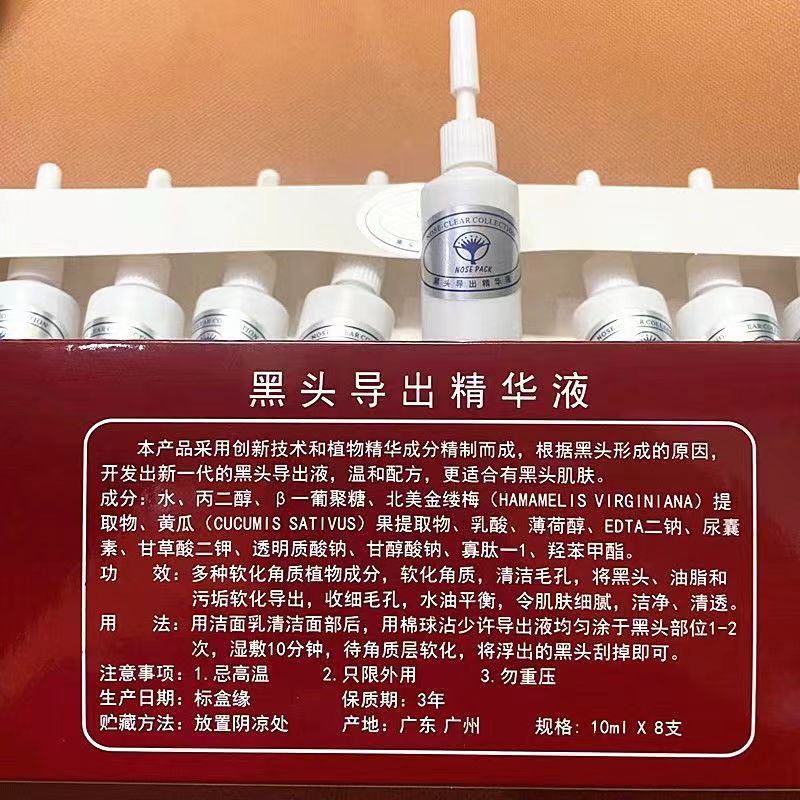 NOSE CLEAR COLLECTION
NOSE PACK
黑头导出精华液
NOSE CLEAR COLLECTION
黑头导出精华液
本产品采用创新技术和植物精华成分精制而成，根据黑头形成的原因，
开发出新一代的黑头导出液，温和配方，更适合有黑头肌肤。
成分：水、丙二醇、β一葡聚糖、北美金缕梅（HAMAMELIS VIRGINIANA）提
取物、黄瓜（CUCUMIS SATIVUS）果提取物、乳酸、薄荷醇、EDTA二钠、尿囊
素、甘草酸二钾、透明质酸钠、甘醇酸钠、寡肽一1、羟苯甲酯。
功 效：多种软化角质植物成分，软化角质，清洁毛孔，将黑头、油脂和
污垢软化导出，收细毛孔，水油平衡，令肌肤细腻，洁净、清透。
用 法：用洁面乳清洁面部后，用棉球沾少许导出液均匀涂于黑头部位1-2
次，湿敷10分钟，待角质层软化，将浮出的黑头刮掉即可。
注意事项：1.忌高温 2.只限外用 3.勿重压
生产日期：标盒缘 保质期：3年
贮藏方法：放置阴凉处 产地：广东 广州 规格：10ml X 8支